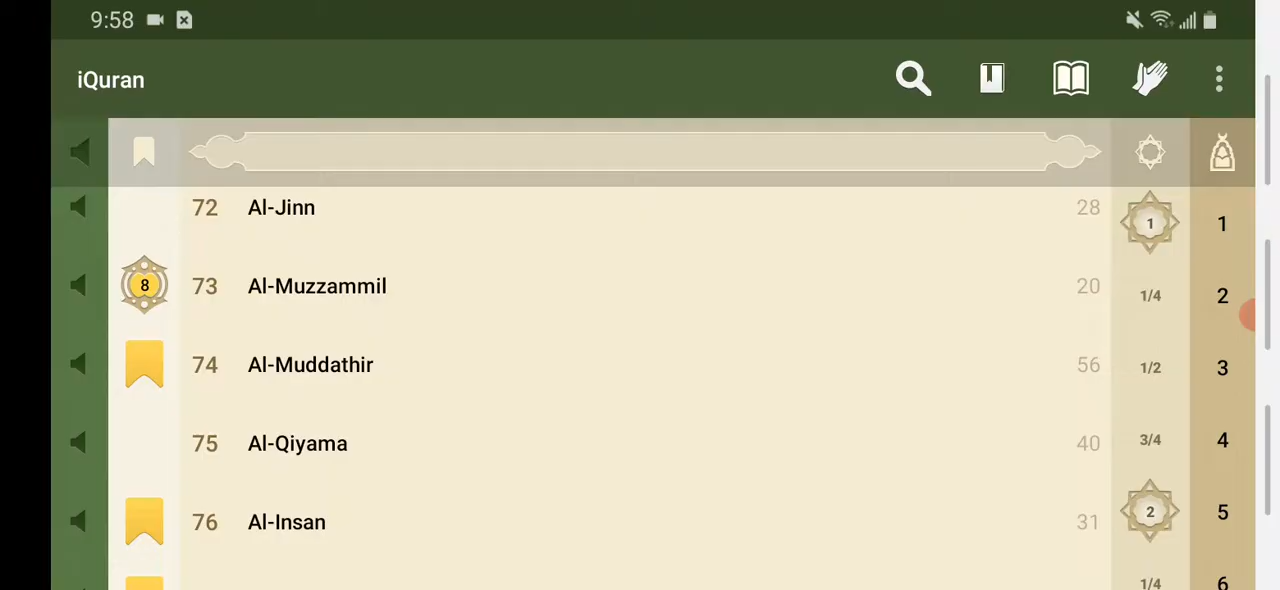 9:58
iQuran
72 Al-Jinn 28
1
1
8
73 Al-Muzzammil 20
1/4
2
74 Al-Muddathir 56
1/2
3
75 Al-Qiyama 40
3/4
4
76 Al-Insan 31
2
5
1/4
6